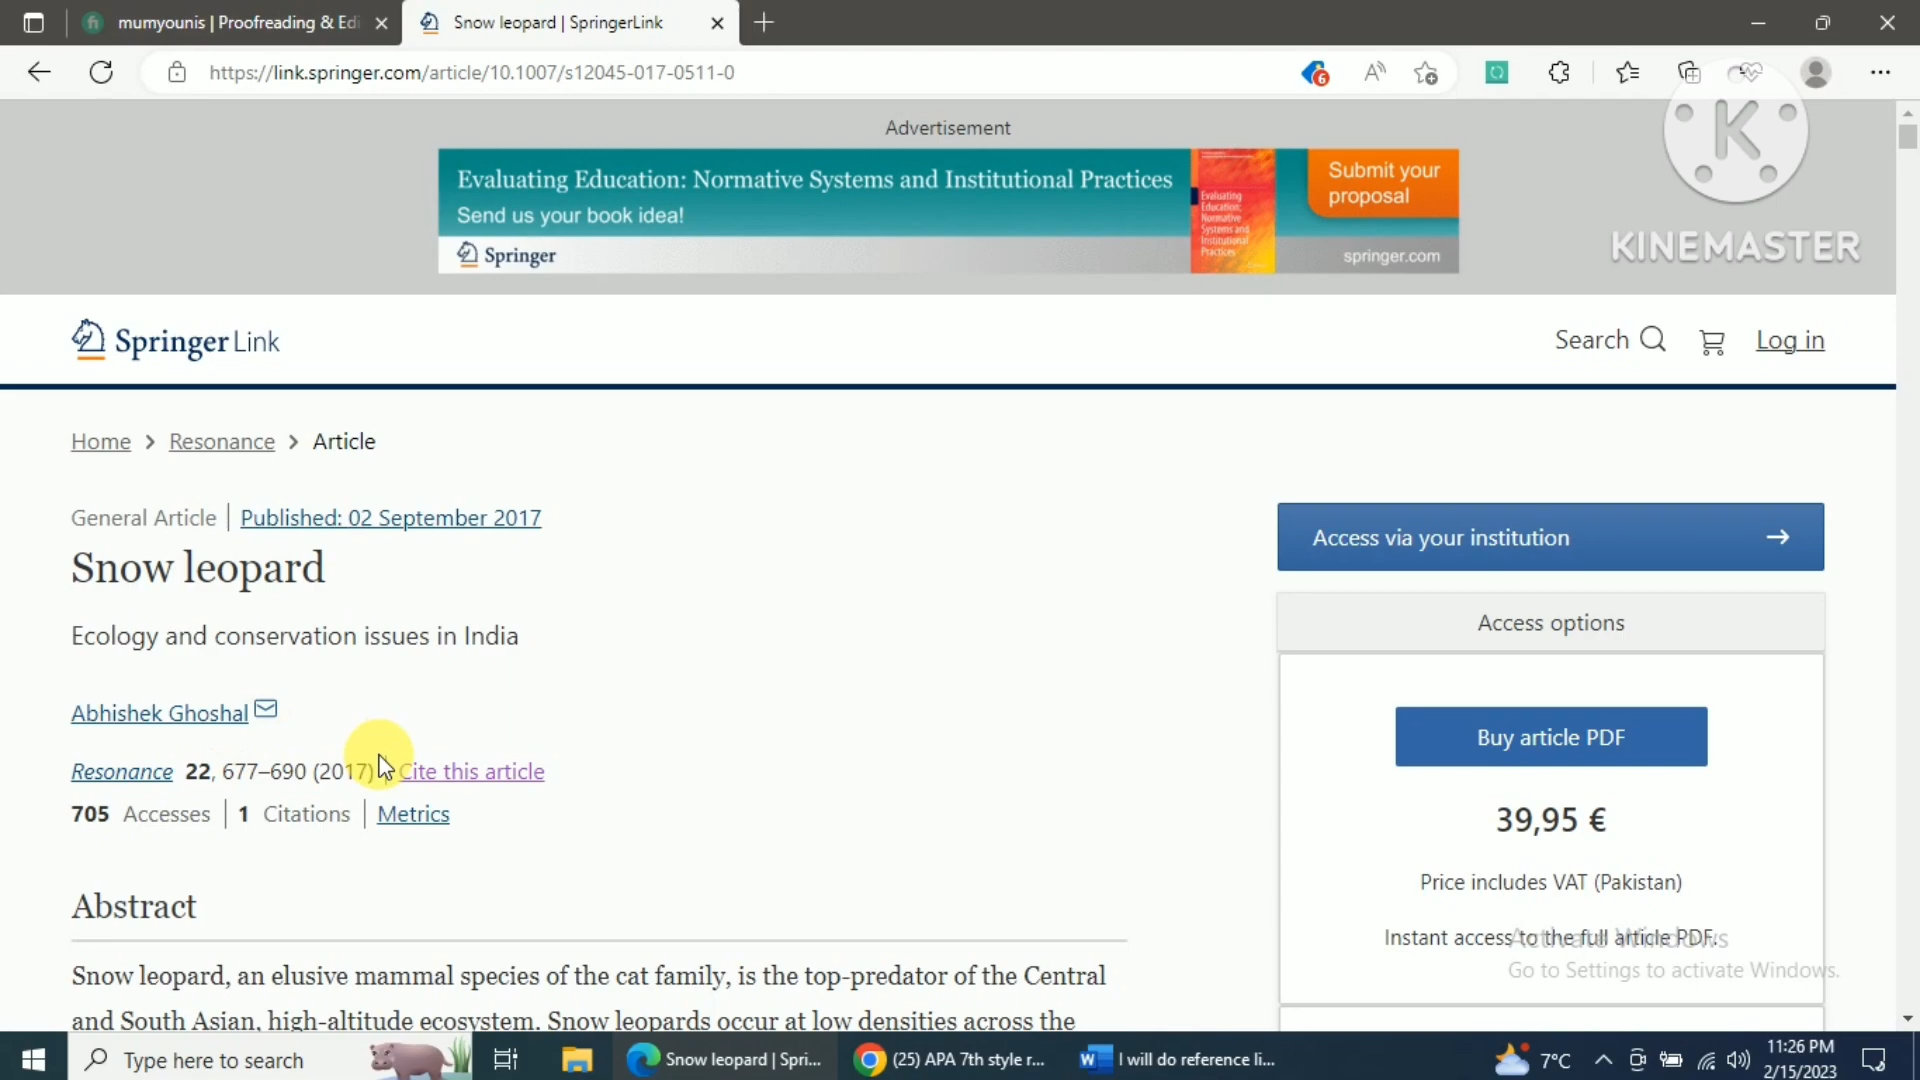 mumyounis | Proofreading & Edi
Snow leopard | SpringerLink
https://link.springer.com/article/10.1007/s12045-017-0511-0
6
Advertisement
Evaluating Education: Normative Systems and Institutional Practices
Send us your book idea!
Springer
Evaluating
Education:
Normative
Systems and
Institutional
Practices
Submit your
proposal
springer.com
K
KINEMASTER
Springer Link
Search
Log in
Home > Resonance > Article
General Article | Published: 02 September 2017
Snow leopard
Ecology and conservation issues in India
Abhishek Ghoshal
Resonance 22, 677–690 (2017) | Cite this article
705 Accesses | 1 Citations | Metrics
Abstract
Snow leopard, an elusive mammal species of the cat family, is the top-predator of the Central
and South Asian, high-altitude ecosystem. Snow leopards occur at low densities across the
Access via your institution
Access options
Buy article PDF
39,95 €
Price includes VAT (Pakistan)
Instant access to the full article PDF.
Activate Windows
Go to Settings to activate Windows.
Type here to search
Snow leopard | Spri...
(25) APA 7th style r...
I will do reference li...
7°C
11:26 PM
2/15/2023